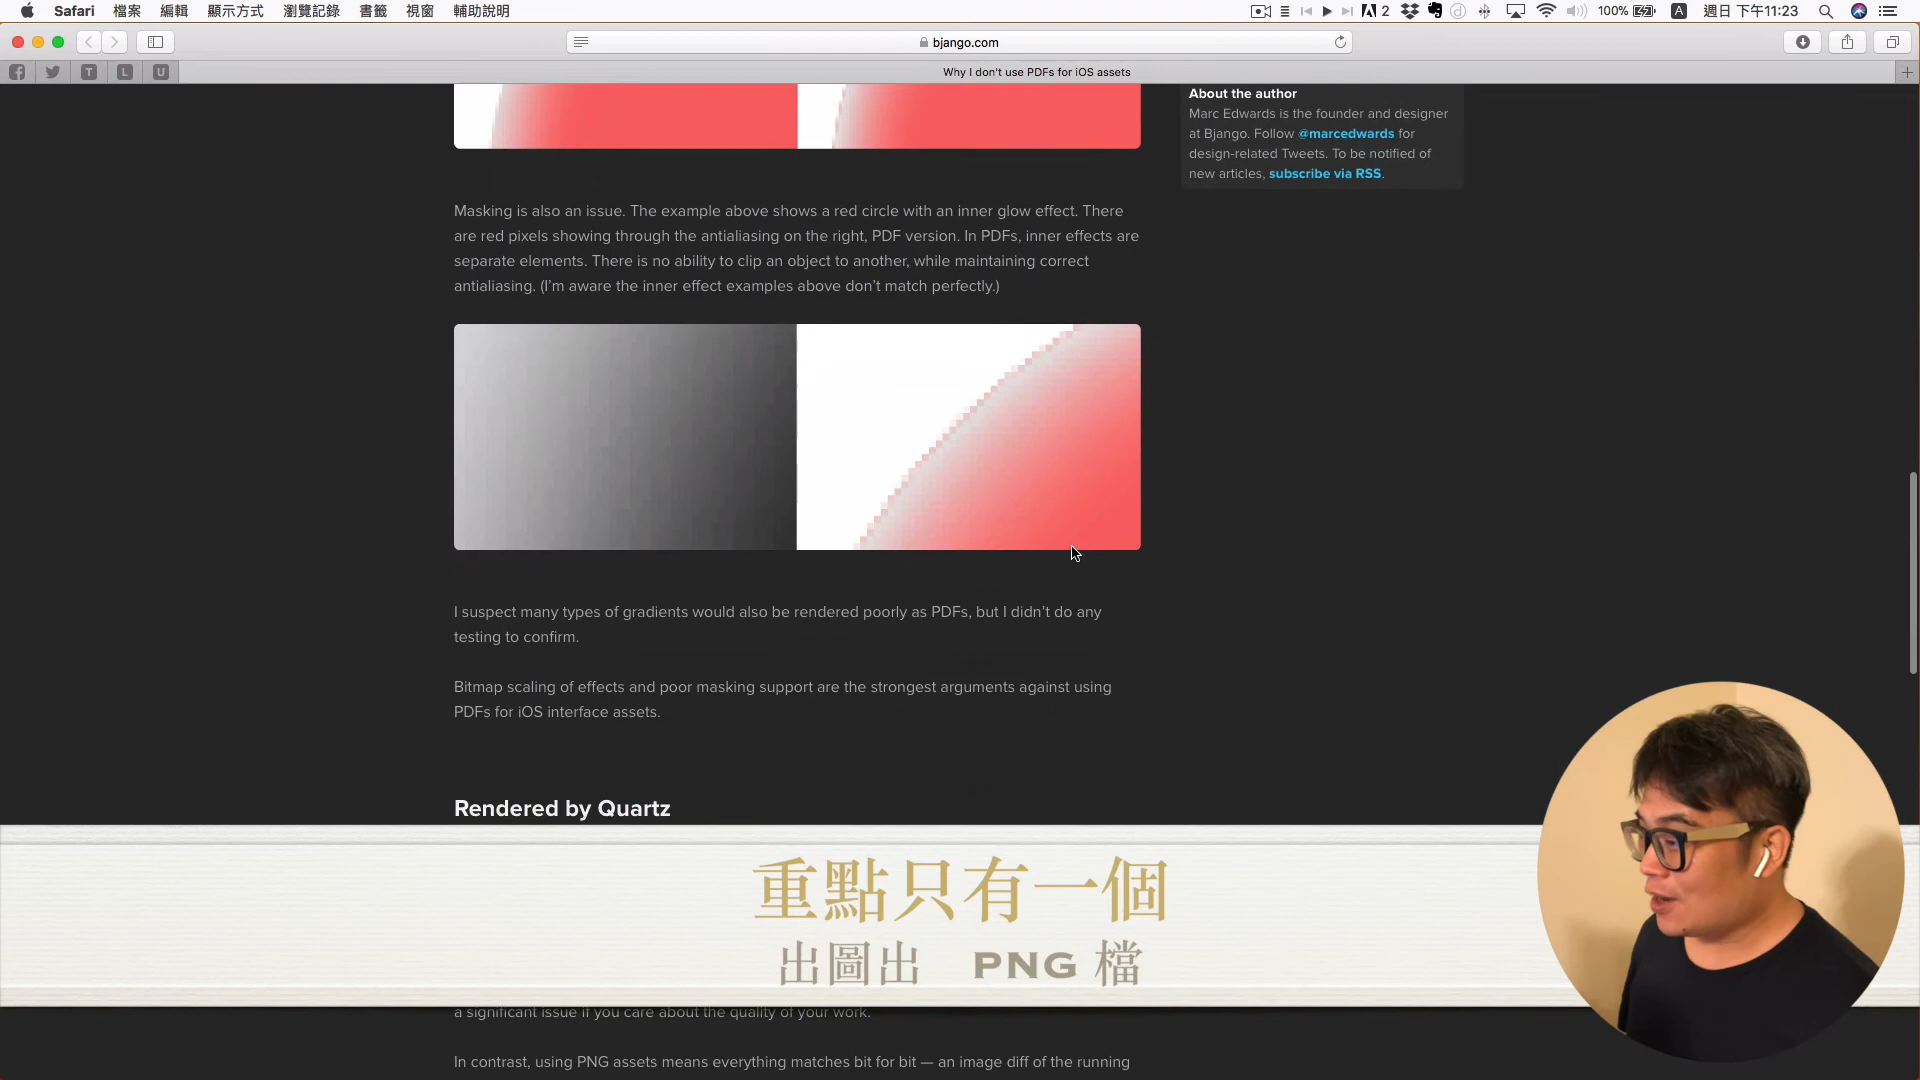 Safari 檔案 編輯 顯示方式 瀏覽記錄 書籤 視窗 輔助說明 2 100% A 週日 下午11:23
bjango.com
T L U Why I don't use PDFs for iOS assets
About the author
Marc Edwards is the founder and designer
at Bjango. Follow @marcedwards for
design-related Tweets. To be notified of
new articles, subscribe via RSS.
Masking is also an issue. The example above shows a red circle with an inner glow effect. There
are red pixels showing through the antialiasing on the right, PDF version. In PDFs, inner effects are
separate elements. There is no ability to clip an object to another, while maintaining correct
antialiasing. (I’m aware the inner effect examples above don’t match perfectly.)
I suspect many types of gradients would also be rendered poorly as PDFs, but I didn’t do any
testing to confirm.
Bitmap scaling of effects and poor masking support are the strongest arguments against using
PDFs for iOS interface assets.
Rendered by Quartz
重點只有一個
出圖出 PNG 檔
a significant issue if you care about the quality of your work.
In contrast, using PNG assets means everything matches bit for bit — an image diff of the running